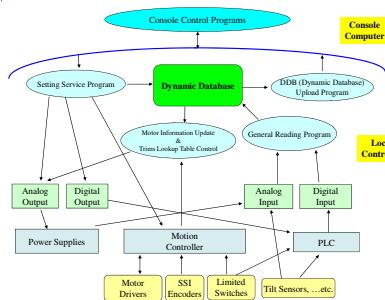 Console Control Programs
Console
Computer
Setting Service Program
Dynamic Database
DDB (Dynamic Database)
Upload Program
Motor Information Update
&
Trims Lookup Table Control
General Reading Program
Loc
Contr
Analog
Output
Digital
Output
Analog
Input
Digital
Input
Power Supplies
Motion
Controller
PLC
Motor
Drivers
SSI
Encoders
Limited
Switches
Tilt Sensors, …etc.